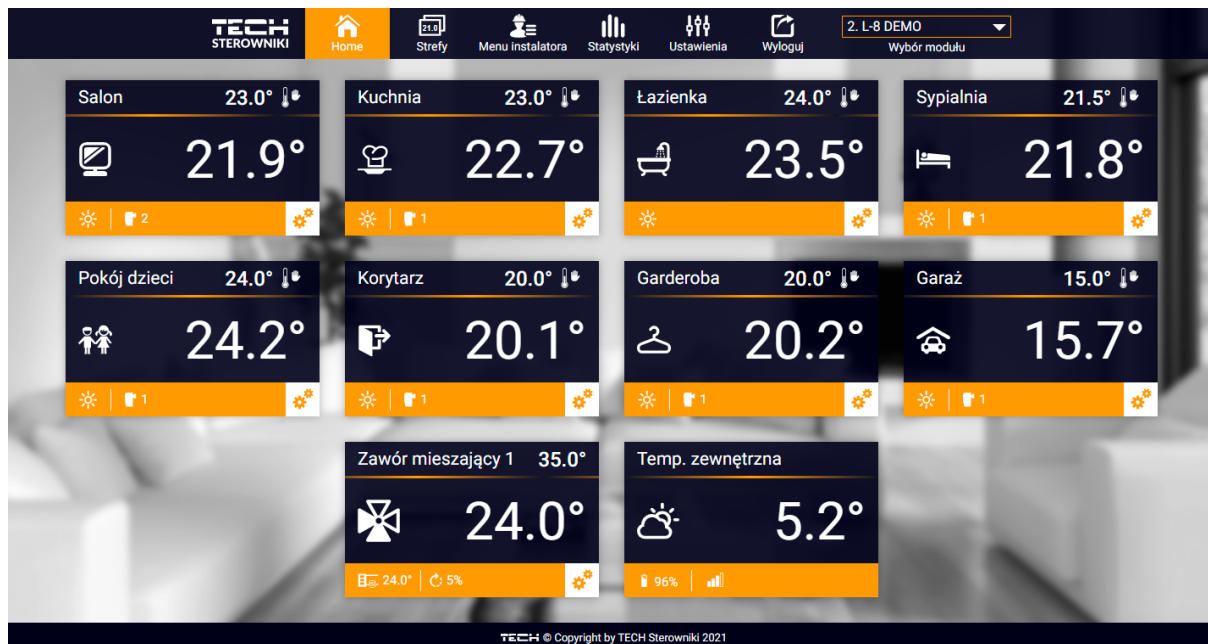 TECH
STEROWNIKI
Home
21.0
Strefy
Menu instalatora
Statystyki
Ustawienia
Wyloguj
2. L-8 DEMO
Wybór modułu
Salon 23.0°
21.9°
2
Kuchnia 23.0°
22.7°
1
Łazienka 24.0°
23.5°
Sypialnia 21.5°
21.8°
1
Pokój dzieci 24.0°
24.2°
1
Korytarz 20.0°
20.1°
1
Garderoba 20.0°
20.2°
1
Garaż 15.0°
15.7°
1
Zawór mieszający 1 35.0°
24.0°
24.0° 5%
Temp. zewnętrzna
5.2°
96%
TECH © Copyright by TECH Sterowniki 2021